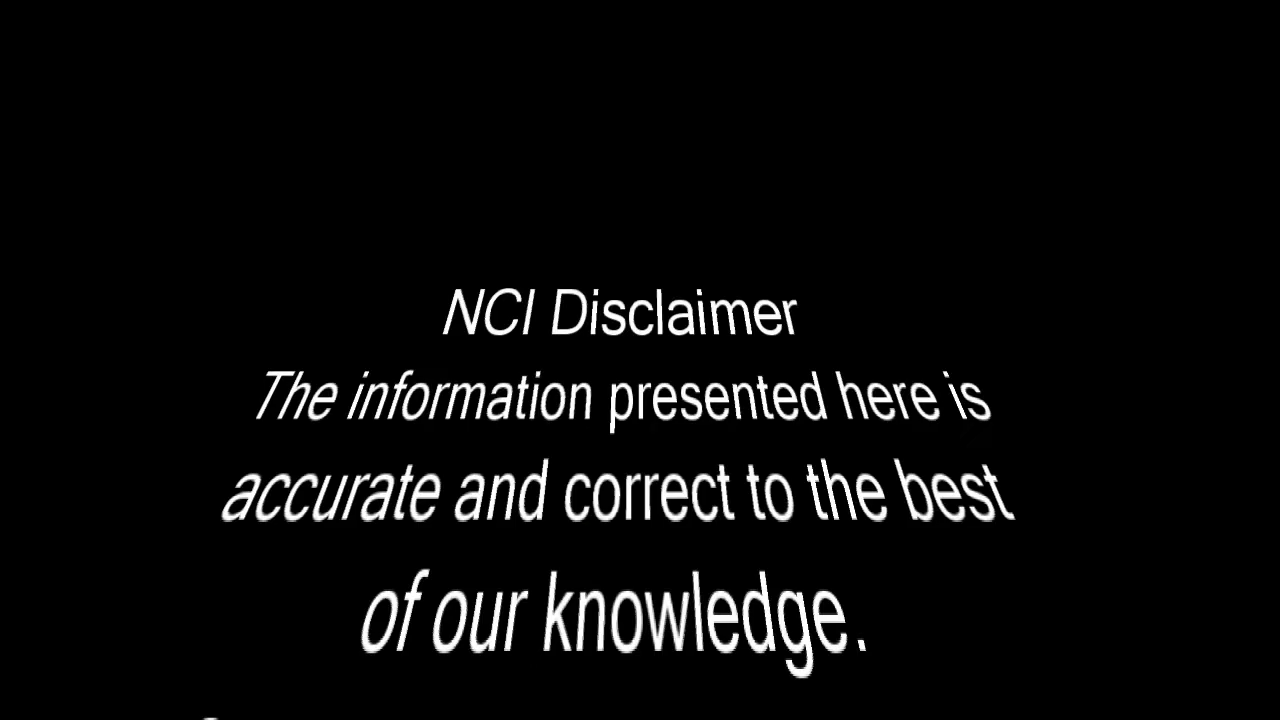 NCI Disclaimer
The information presented here is
accurate and correct to the best
of our knowledge.